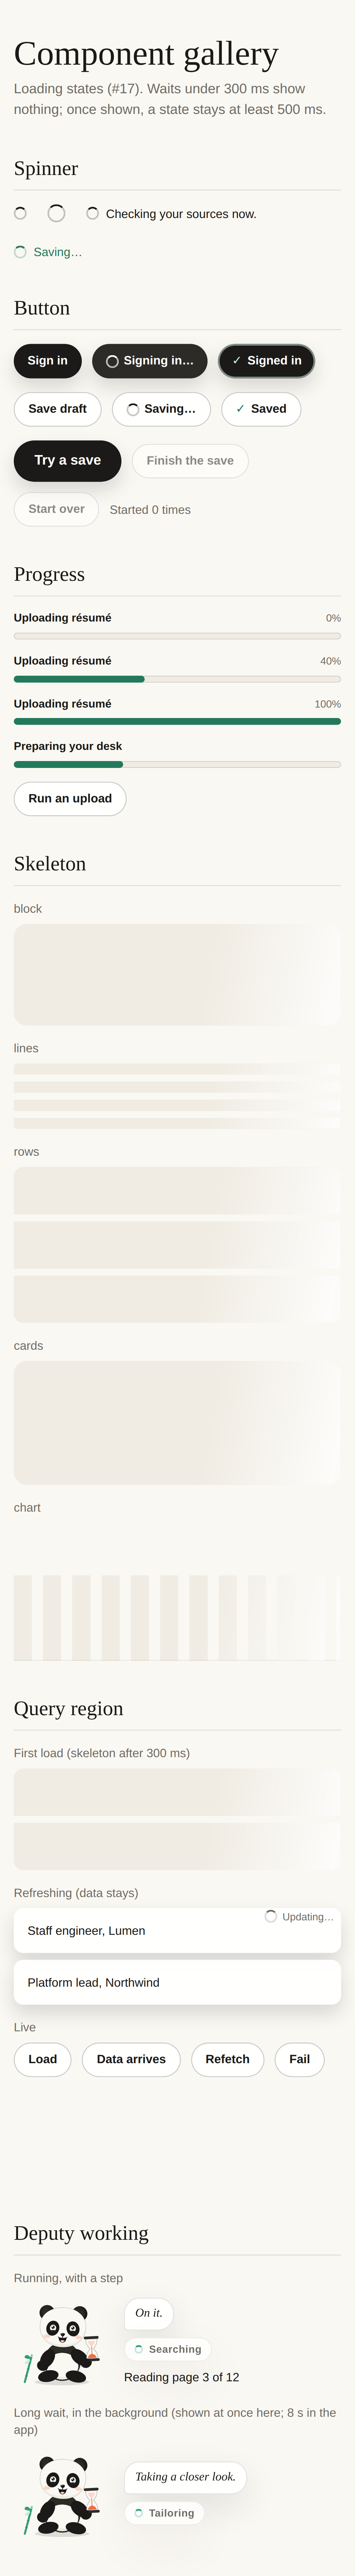 Component gallery
Loading states (#17). Waits under 300 ms show
nothing; once shown, a state stays at least 500 ms.
Spinner
Checking your sources now.
Saving…
Button
Sign in
Signing in…
✓ Signed in
Save draft
Saving…
✓ Saved
Try a save
Finish the save
Start over
Started 0 times
Progress
Uploading résumé 0%
Uploading résumé 40%
Uploading résumé 100%
Preparing your desk
Run an upload
Skeleton
block
lines
rows
cards
chart
Query region
First load (skeleton after 300 ms)
Refreshing (data stays)
Updating…
Staff engineer, Lumen
Platform lead, Northwind
Live
Load
Data arrives
Refetch
Fail
Deputy working
Running, with a step
On it.
Searching
Reading page 3 of 12
Long wait, in the background (shown at once here; 8 s in the
app)
Taking a closer look.
Tailoring